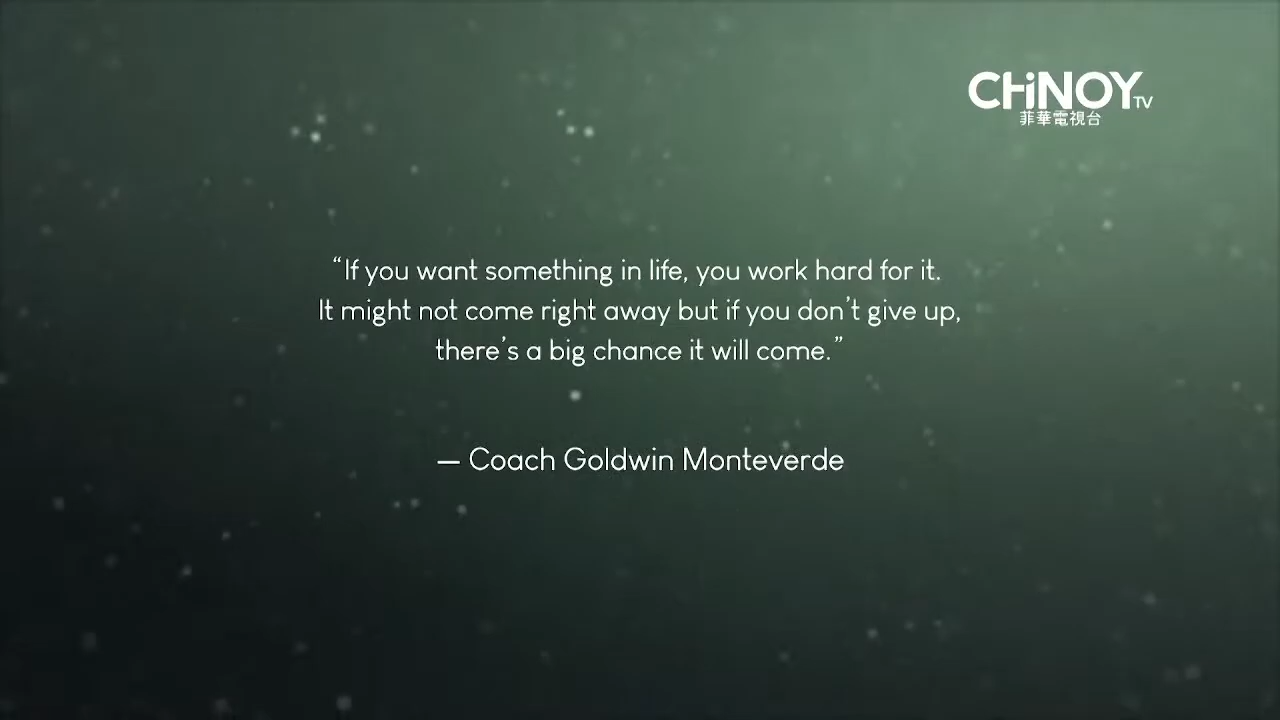 CHiNOY TV
菲華電視台
“If you want something in life, you work hard for it.
It might not come right away but if you don’t give up,
there’s a big chance it will come.”
— Coach Goldwin Monteverde